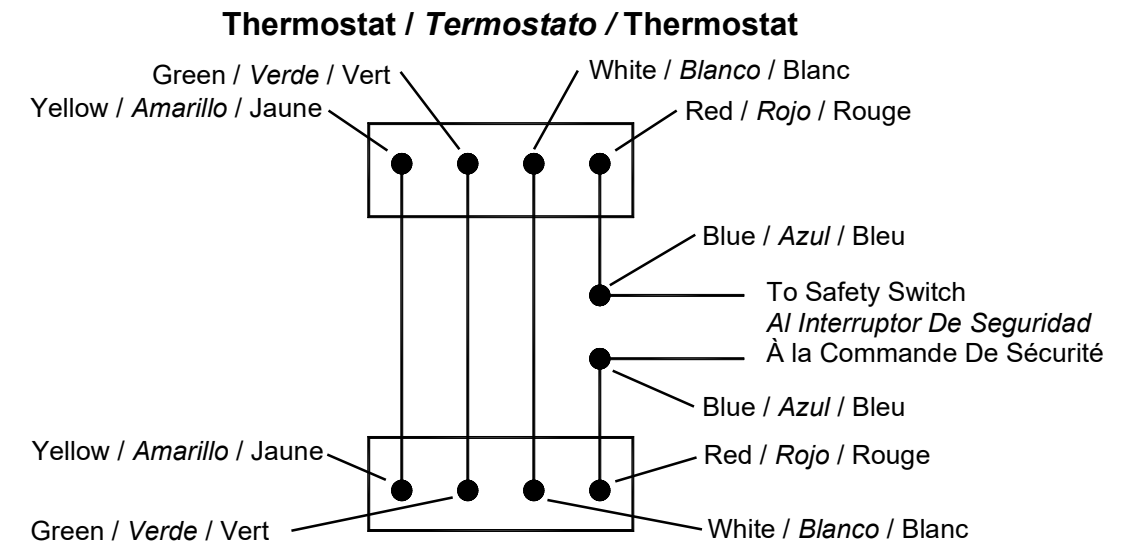 Thermostat / Termostato / Thermostat
Green / Verde / Vert
White / Blanco / Blanc
Yellow / Amarillo / Jaune
Red / Rojo / Rouge
Blue / Azul / Bleu
To Safety Switch
Al Interruptor De Seguridad
À la Commande De Sécurité
Blue / Azul / Bleu
Yellow / Amarillo / Jaune
Red / Rojo / Rouge
Green / Verde / Vert
White / Blanco / Blanc